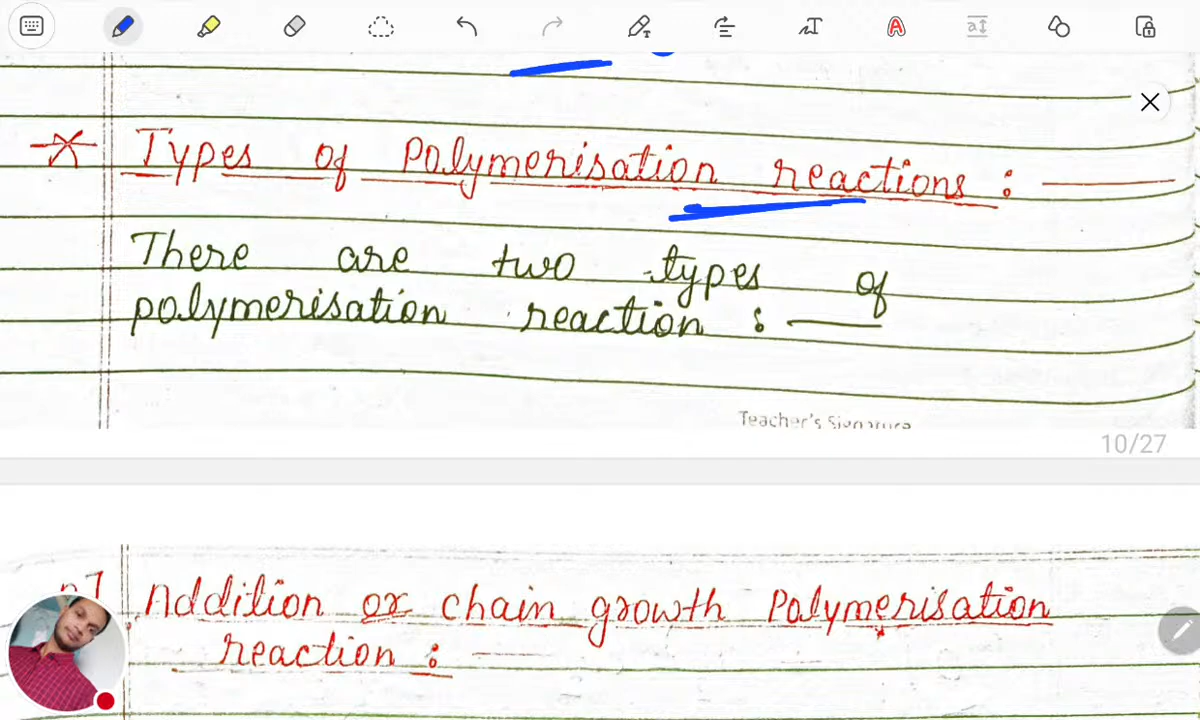 Types of Polymerisation reactions :
There are two types of
polymerisation reaction :
Teacher's Signature
10/27
Addition or chain growth Polymerisation
reaction :